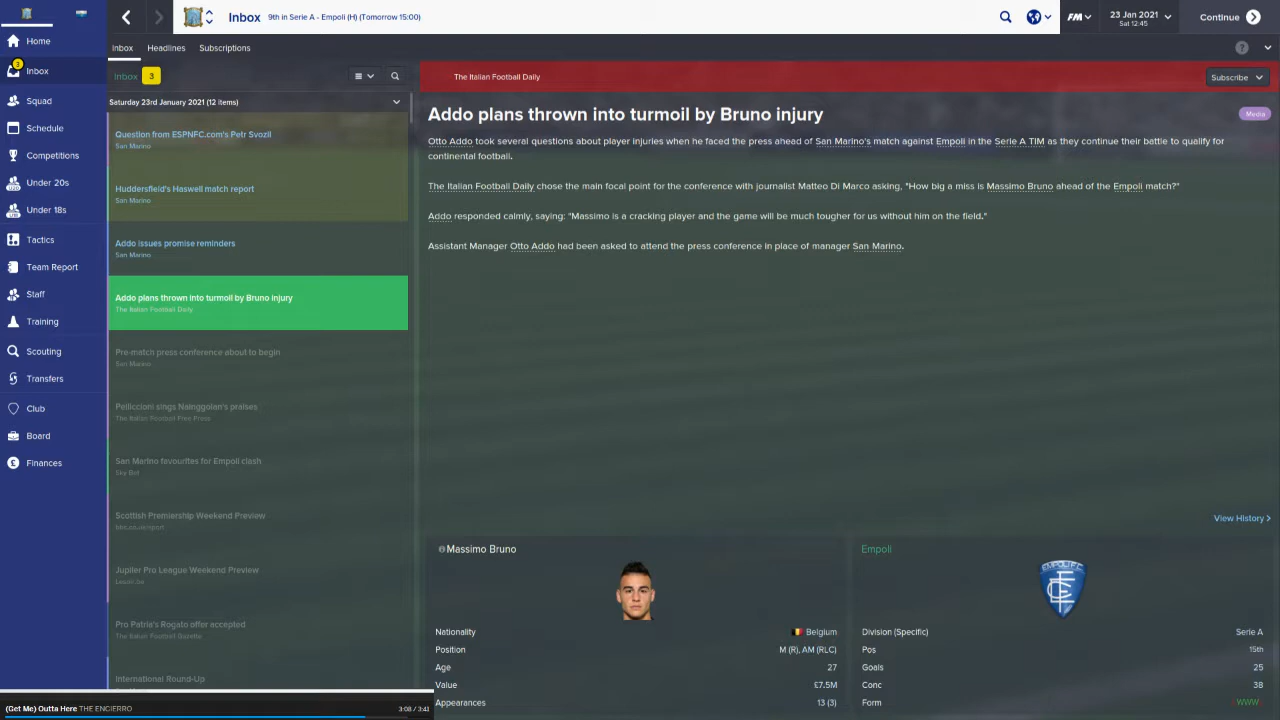 Inbox
9th in Serie A - Empoli (H) (Tomorrow 15:00)
FM
23 Jan 2021
Sat 12:45
Continue
Home
3
Inbox
Squad
Schedule
Competitions
Under 20s
Under 18s
Tactics
Team Report
Staff
Training
Scouting
Transfers
Club
Board
Finances
Inbox Headlines Subscriptions
Inbox 3
Saturday 23rd January 2021 (12 items)
Question from ESPNFC.com's Petr Svozil
San Marino
Huddersfield's Haswell match report
San Marino
Addo issues promise reminders
San Marino
Addo plans thrown into turmoil by Bruno injury
The Italian Football Daily
Pre-match press conference about to begin
San Marino
Pelliccioni sings Nainggolan's praises
The Italian Football Free Press
San Marino favourites for Empoli clash
Sky Bet
Scottish Premiership Weekend Preview
bbc.co.uk/sport
Jupiler Pro League Weekend Preview
Lesoir.be
Pro Patria's Rogato offer accepted
The Italian Football Gazette
International Round-Up
The Italian Football Daily
Subscribe
Addo plans thrown into turmoil by Bruno injury
Media
Otto Addo took several questions about player injuries when he faced the press ahead of San Marino's match against Empoli in the Serie A TIM as they continue their battle to qualify for
continental football.
The Italian Football Daily chose the main focal point for the conference with journalist Matteo Di Marco asking, "How big a miss is Massimo Bruno ahead of the Empoli match?"
Addo responded calmly, saying: "Massimo is a cracking player and the game will be much tougher for us without him on the field."
Assistant Manager Otto Addo had been asked to attend the press conference in place of manager San Marino.
View History
Massimo Bruno
Nationality Belgium
Position M (R), AM (RLC)
Age 27
Value £7.5M
Appearances 13 (3)
Empoli
EMPOLI F.C.
Division (Specific) Serie A
Pos 15th
Goals 25
Conc 38
Form WWW
(Get Me) Outta Here THE ENCIERRO 3:08 / 3:41